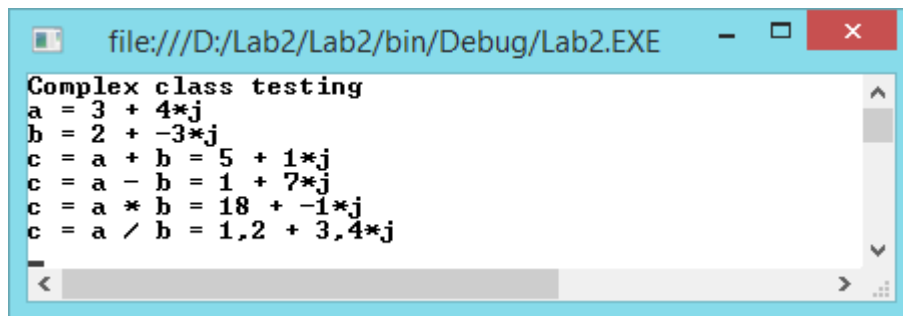 file:///D:/Lab2/Lab2/bin/Debug/Lab2.EXE
Complex class testing
a = 3 + 4*j
b = 2 + -3*j
c = a + b = 5 + 1*j
c = a - b = 1 + 7*j
c = a * b = 18 + -1*j
c = a / b = 1,2 + 3,4*j